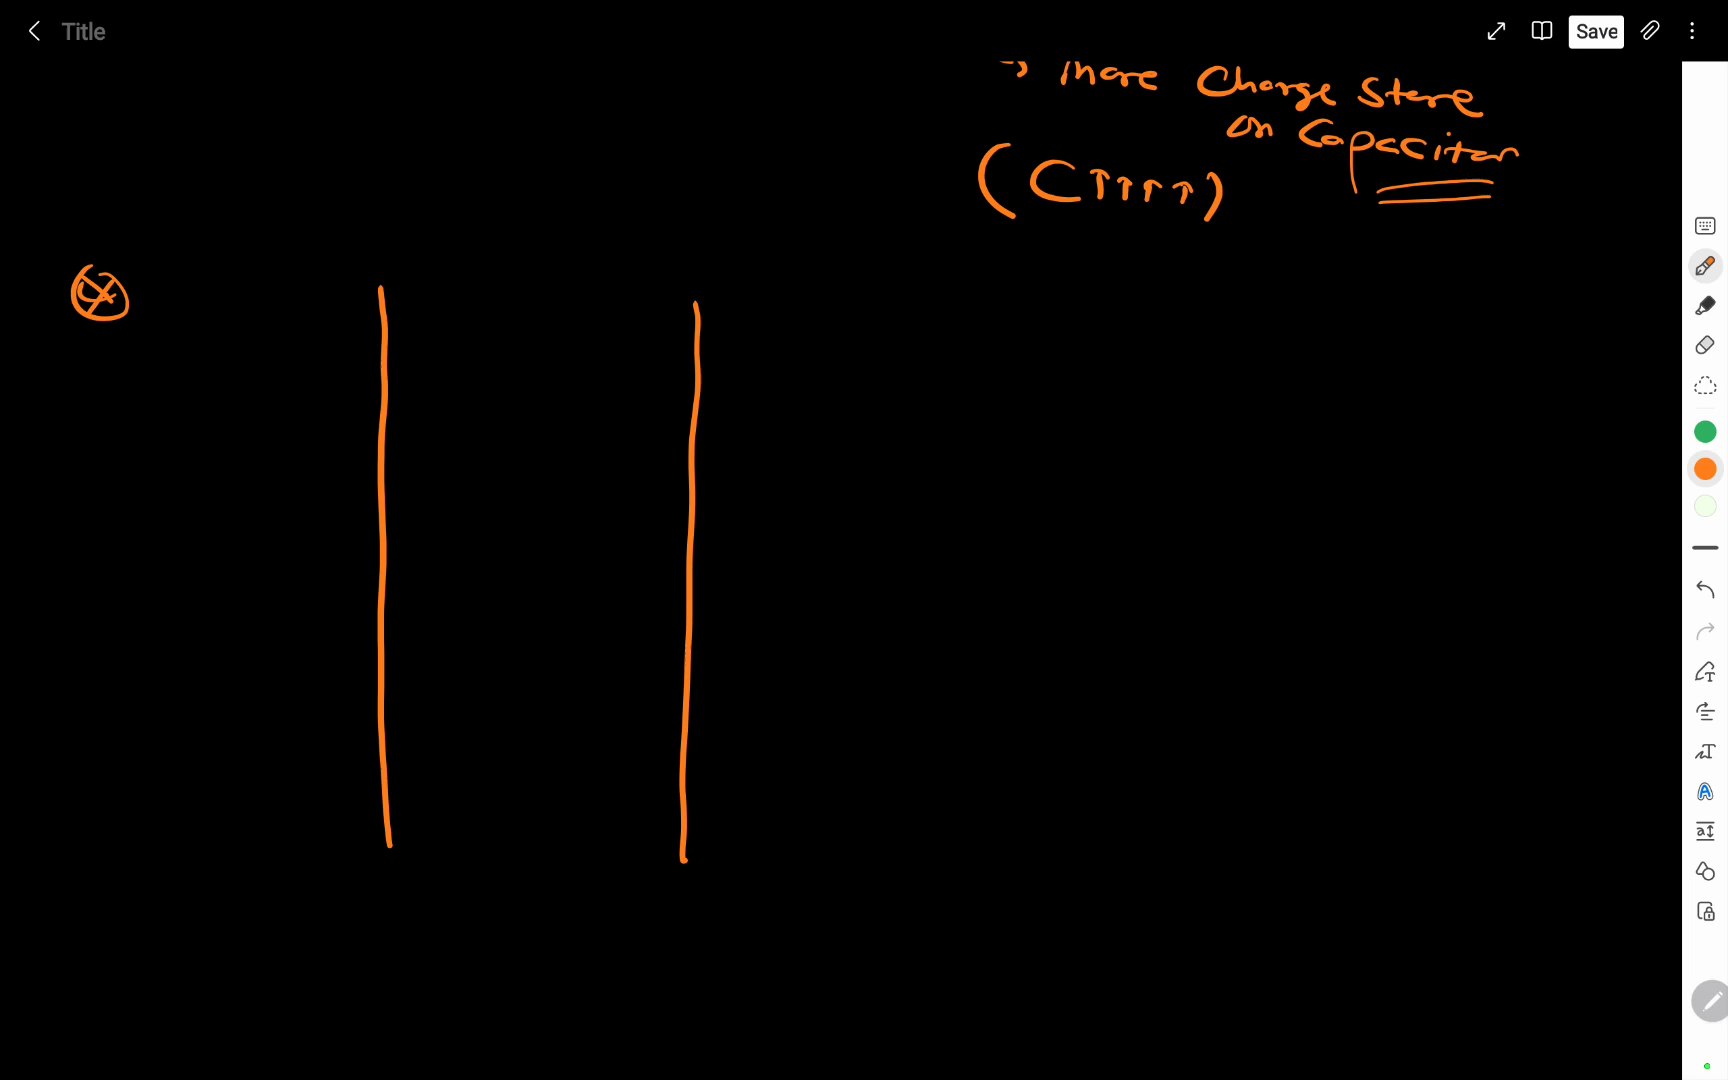 Title
Save
→ more Charge Store
on Capacitor
(C↑↑↑↑)